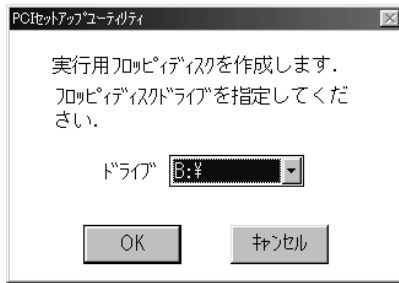 PCIｾｯﾄｱｯﾌﾟﾕｰﾃｨﾘﾃｨ
実行用ﾌﾛｯﾋﾟｨﾃﾞｨｽｸを作成します.
ﾌﾛｯﾋﾟｨﾃﾞｨｽｸﾄﾞﾗｲﾌﾞを指定してくだ
さい.
ﾄﾞﾗｲﾌﾞ B:¥
OK ｷｬﾝｾﾙ